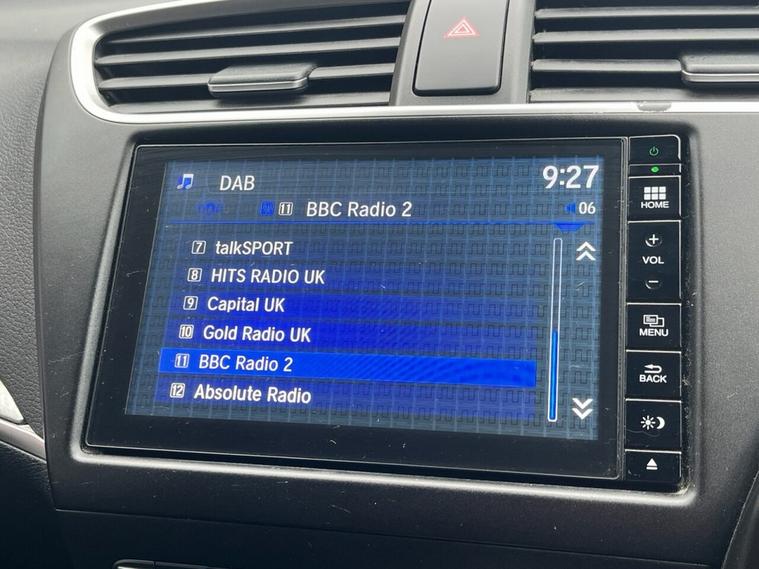 DAB 9:27
11 BBC Radio 2 06
7 talkSPORT
8 HITS RADIO UK
9 Capital UK
10 Gold Radio UK
11 BBC Radio 2
12 Absolute Radio
HOME
+
VOL
−
MENU
BACK